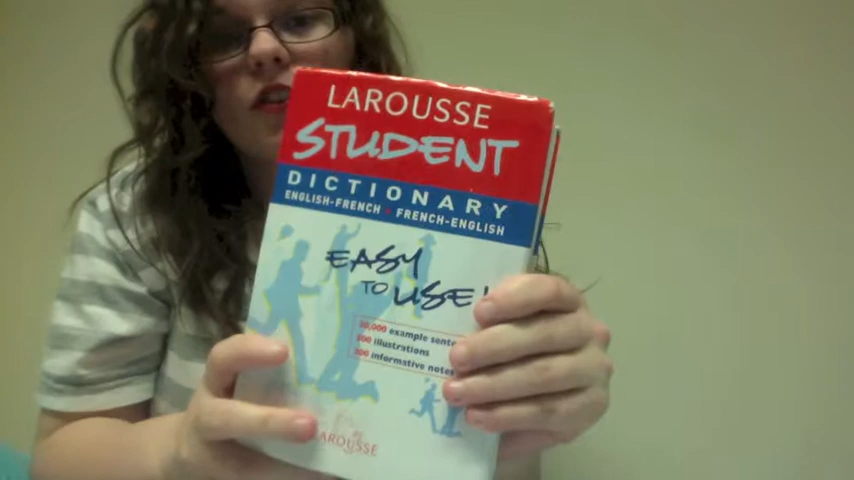 LAROUSSE
STUDENT
DICTIONARY
ENGLISH-FRENCH • FRENCH-ENGLISH
EASY
TO USE!
example
illustrations
informative notes
LAROUSSE